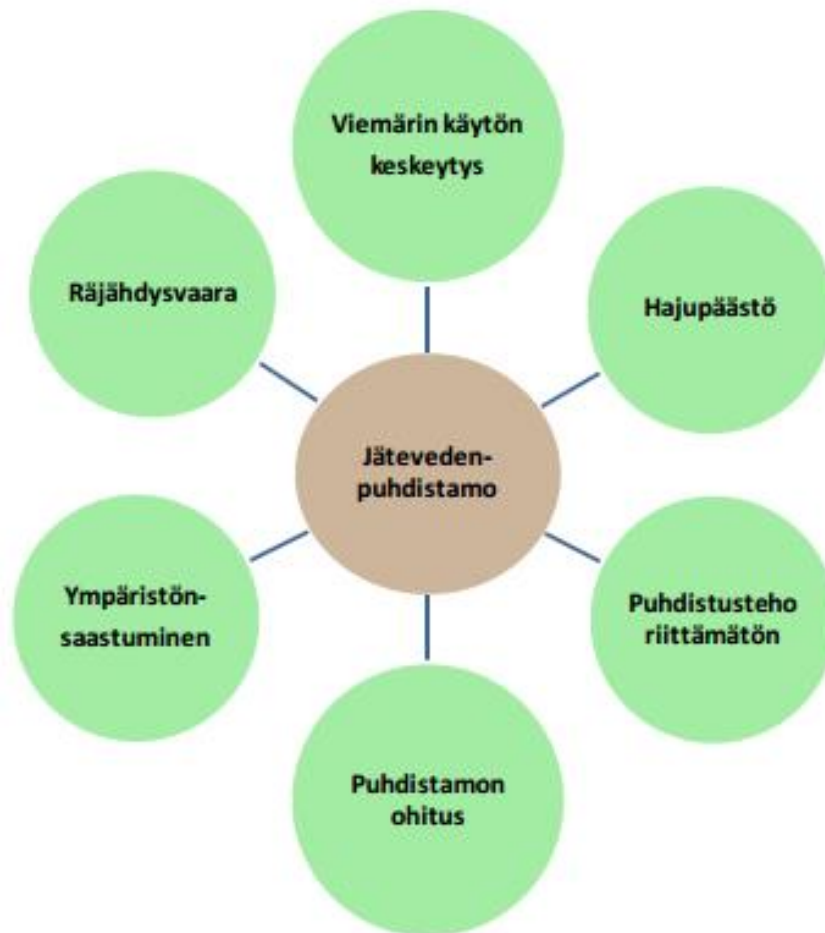 Viemärin käytön
keskeytys
Räjähdysvaara
Hajupäästö
Jäteveden-
puhdistamo
Ympäristön-
saastuminen
Puhdistusteho
riittämätön
Puhdistamon
ohitus